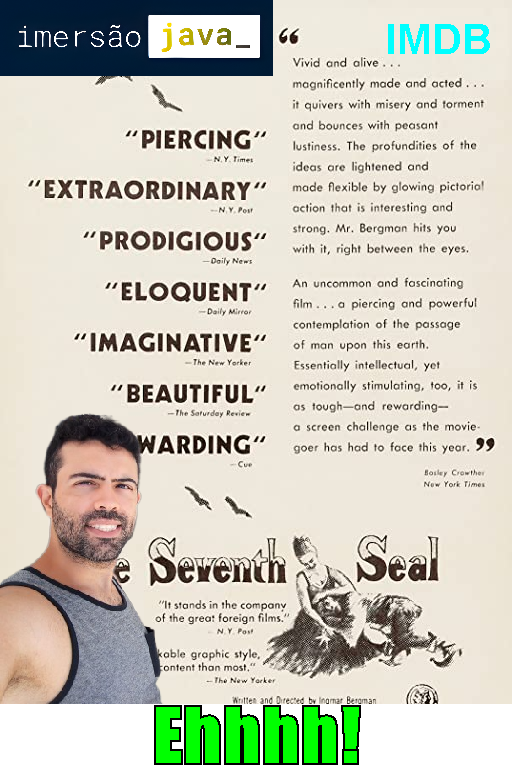 imersão java_
IMDB
"PIERCING"
—N.Y. Times
"EXTRAORDINARY"
—N.Y. Post
"PRODIGIOUS"
—Daily News
"ELOQUENT"
—Daily Mirror
"IMAGINATIVE"
—The New Yorker
"BEAUTIFUL"
—The Saturday Review
WARDING"
—Cue
“
Vivid and alive . . .
magnificently made and acted . . .
it quivers with misery and torment
and bounces with peasant
lustiness. The profundities of the
ideas are lightened and
made flexible by glowing pictorial
action that is interesting and
strong. Mr. Bergman hits you
with it, right between the eyes.
An uncommon and fascinating
film . . . a piercing and powerful
contemplation of the passage
of man upon this earth.
Essentially intellectual, yet
emotionally stimulating, too, it is
as tough—and rewarding—
a screen challenge as the movie-
goer has had to face this year. ”
Bosley Crowther
New York Times
e Seventh Seal
"It stands in the company
of the great foreign films."
— N.Y. Post
kable graphic style,
content than most."
—The New Yorker
Written and Directed by Ingmar Bergman
Ehhhh!